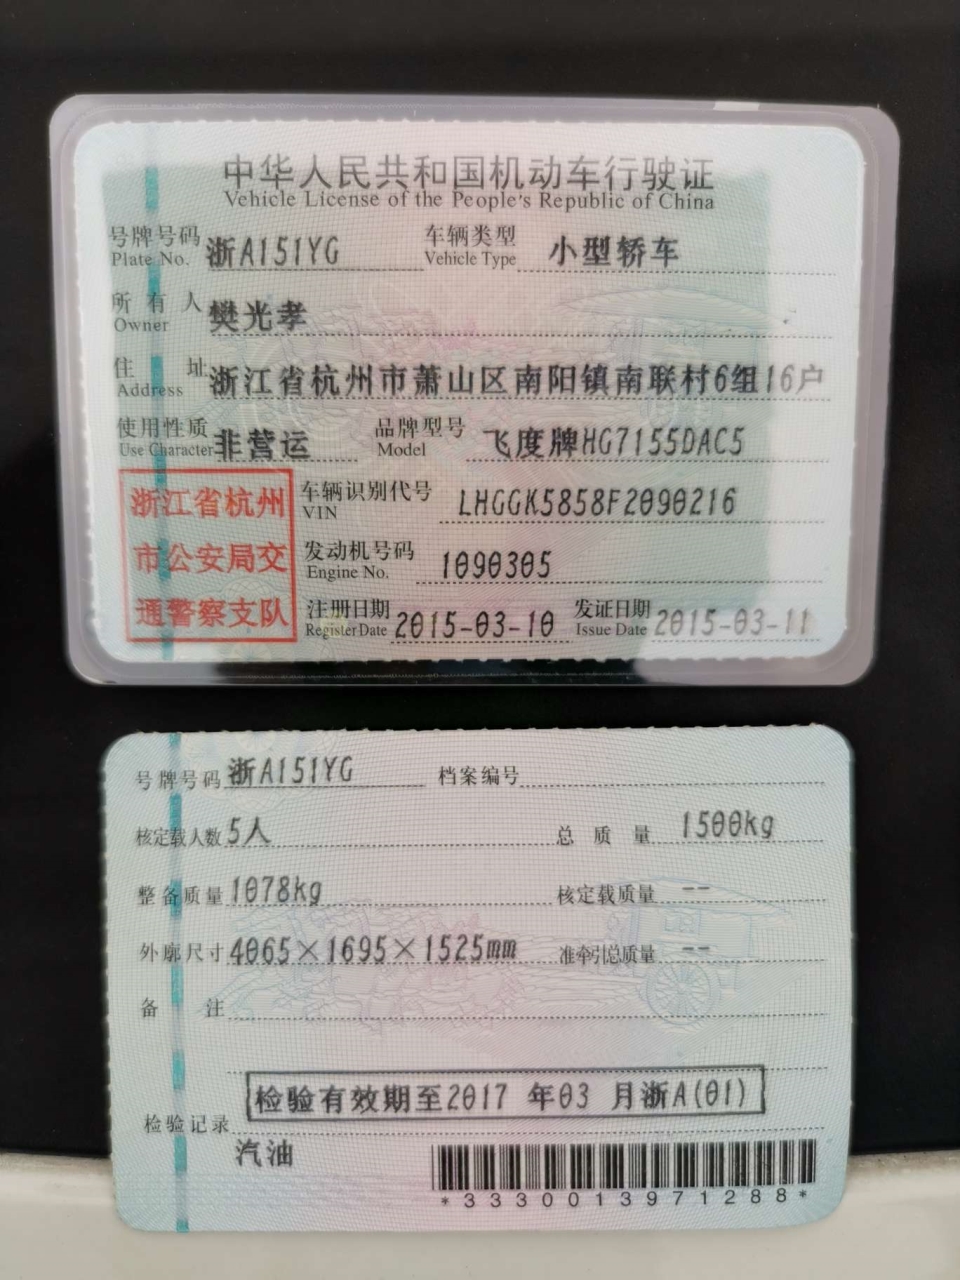 中华人民共和国机动车行驶证
Vehicle License of the People's Republic of China
号牌号码 Plate No. 浙A151YG 车辆类型 Vehicle Type 小型轿车
所有人 Owner 樊光孝
住址 Address 浙江省杭州市萧山区南阳镇南联村6组16户
使用性质 Use Character 非营运 品牌型号 Model 飞度牌HG7155DAC5
浙江省杭州
市公安局交
通警察支队
车辆识别代号 VIN LHGGK5858F2090216
发动机号码 Engine No. 1090305
注册日期 Register Date 2015-03-10 发证日期 Issue Date 2015-03-11
号牌号码 浙A151YG 档案编号
核定载人数 5人 总质量 1500kg
整备质量 1078kg 核定载质量 --
外廓尺寸 4065×1695×1525mm 准牵引总质量 --
备注
检验记录 检验有效期至2017 年03 月浙A(01)
汽油
*3330013971288*